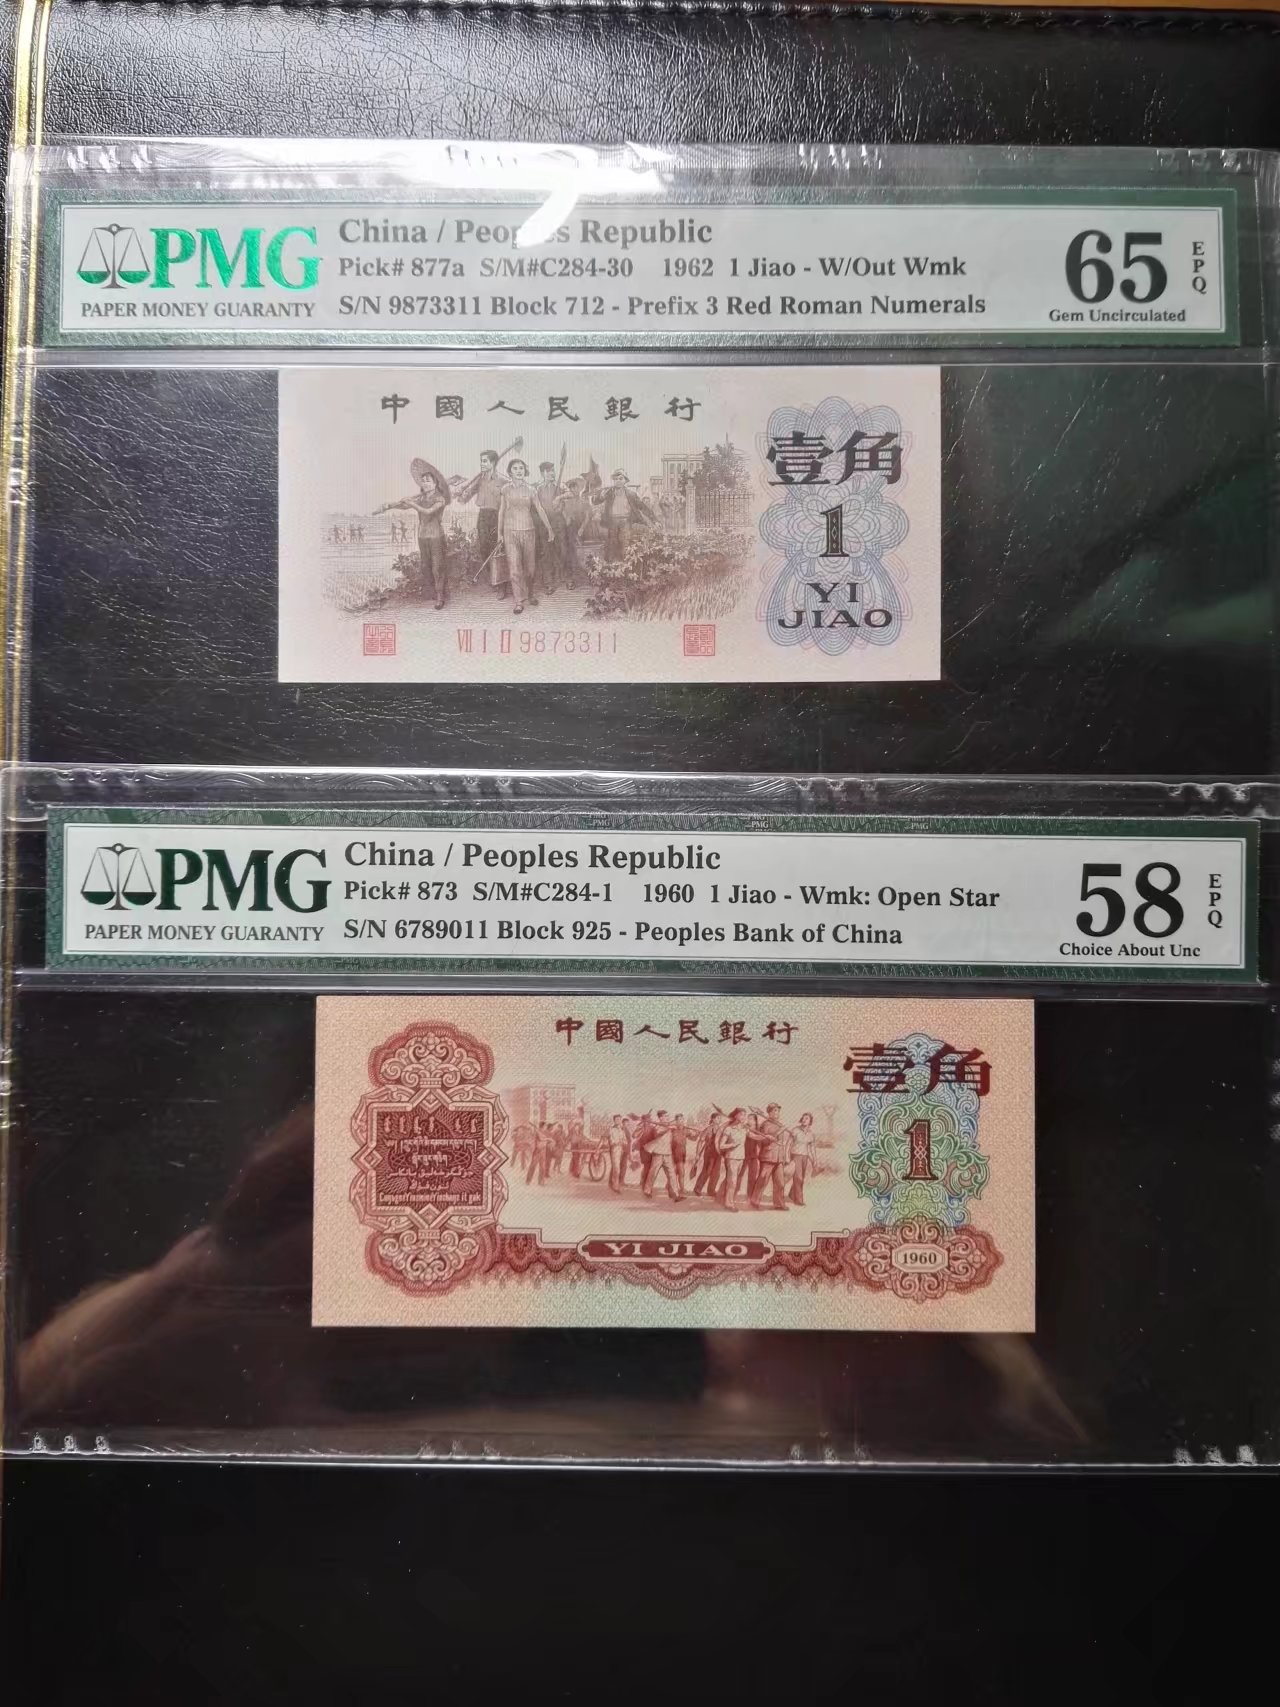 PMG
PAPER MONEY GUARANTY
China / Peoples Republic
Pick# 877a S/M#C284-30 1962 1 Jiao - W/Out Wmk
S/N 9873311 Block 712 - Prefix 3 Red Roman Numerals
65
EPQ
Gem Uncirculated
中國人民銀行
壹角
1
YI
JIAO
VII I II 9873311
PMG
PAPER MONEY GUARANTY
China / Peoples Republic
Pick# 873 S/M#C284-1 1960 1 Jiao - Wmk: Open Star
S/N 6789011 Block 925 - Peoples Bank of China
58
EPQ
Choice About Unc
中國人民銀行
壹角
1
YI JIAO
1960